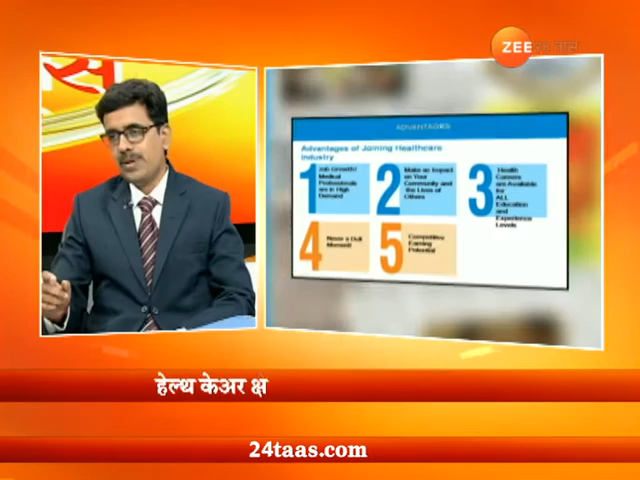 ZEE २४ तास
ास
ADVANTAGES
Advantages of Joining Healthcare
Industry
1
Job Growth!
Medical
Professionals
are in High
Demand
2
Make an Impact
on Your
Community and
the Lives of
Others
3
Health
Careers
are Available
for
ALL
Education
and
Experience
Levels
4
Never a Dull
Moment!
5
Competitive
Earning
Potential
हेल्थ केअर क्षे
24taas.com